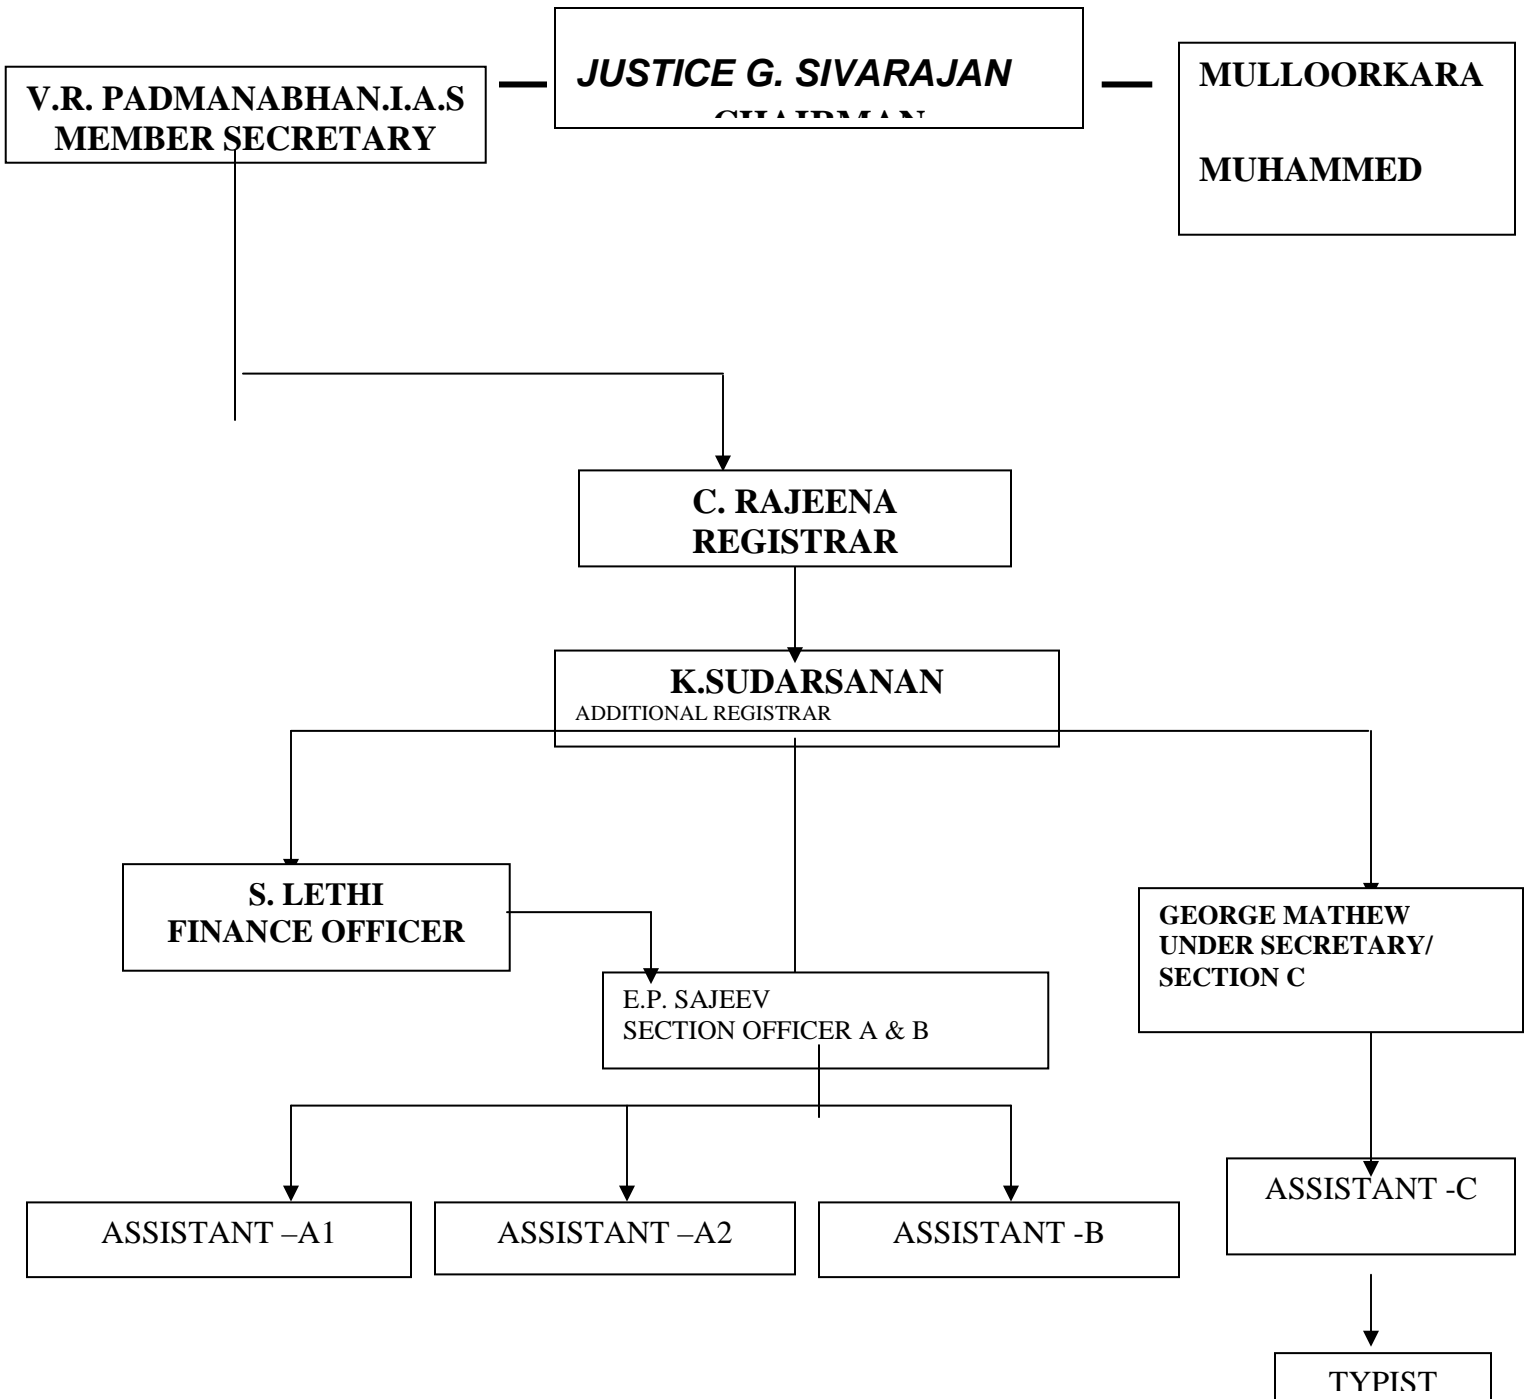 V.R. PADMANABHAN.I.A.S
MEMBER SECRETARY
JUSTICE G. SIVARAJAN
CHAIRMAN
MULLOORKARA
MUHAMMED
C. RAJEENA
REGISTRAR
K.SUDARSANAN
ADDITIONAL REGISTRAR
S. LETHI
FINANCE OFFICER
GEORGE MATHEW
UNDER SECRETARY/
SECTION C
E.P. SAJEEV
SECTION OFFICER A & B
ASSISTANT –A1
ASSISTANT –A2
ASSISTANT -B
ASSISTANT -C
TYPIST